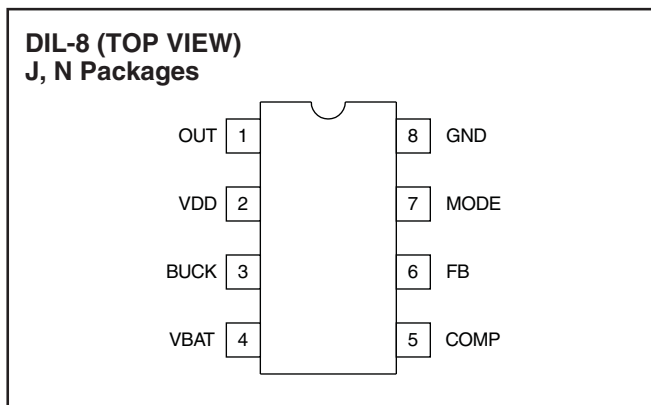 DIL-8 (TOP VIEW)
J, N Packages
OUT 1 8 GND
VDD 2 7 MODE
BUCK 3 6 FB
VBAT 4 5 COMP